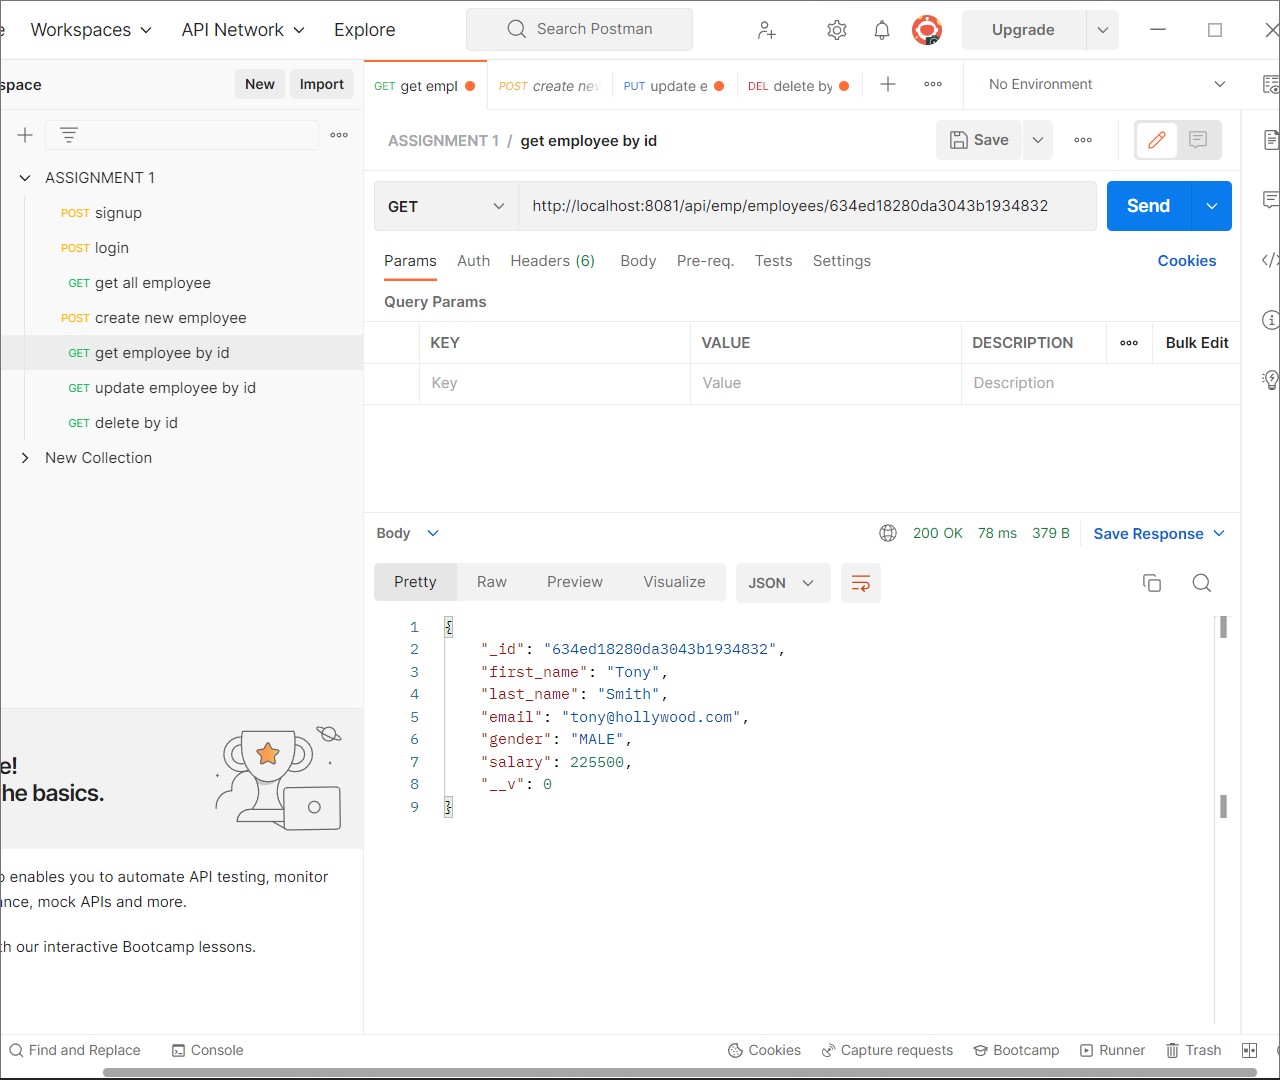 Workspaces
API Network
Explore
Search Postman
Upgrade
New
Import
GET get empl
POST create new
PUT update e
DEL delete by
No Environment
ASSIGNMENT 1 / get employee by id
Save
ASSIGNMENT 1
POST signup
POST login
GET get all employee
POST create new employee
GET get employee by id
GET update employee by id
GET delete by id
New Collection
GET
http://localhost:8081/api/emp/employees/634ed18280da3043b1934832
Send
Params Auth Headers (6) Body Pre-req. Tests Settings
Cookies
Query Params
KEY VALUE DESCRIPTION Bulk Edit
Key Value Description
Body
200 OK 78 ms 379 B
Save Response
Pretty Raw Preview Visualize JSON
1 {
2 "_id": "634ed18280da3043b1934832",
3 "first_name": "Tony",
4 "last_name": "Smith",
5 "email": "tony@hollywood.com",
6 "gender": "MALE",
7 "salary": 225500,
8 "__v": 0
9 }
e!
he basics.
enables you to automate API testing, monitor
ance, mock APIs and more.
th our interactive Bootcamp lessons.
Find and Replace
Console
Cookies
Capture requests
Bootcamp
Runner
Trash